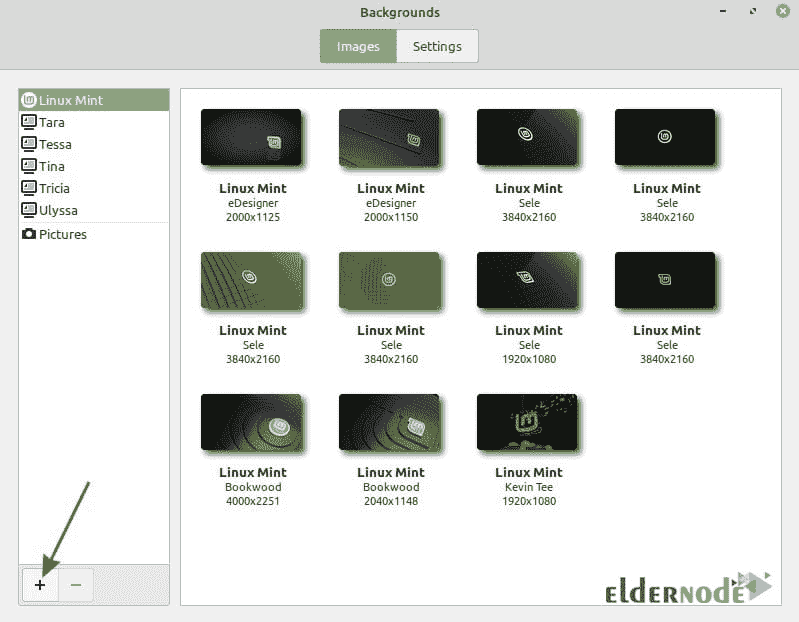 Backgrounds
Images Settings
Linux Mint
Tara
Tessa
Tina
Tricia
Ulyssa
Pictures
Linux Mint Linux Mint Linux Mint Linux Mint
eDesigner eDesigner Sele Sele
2000x1125 2000x1150 3840x2160 3840x2160
Linux Mint Linux Mint Linux Mint Linux Mint
Sele Sele Sele Sele
3840x2160 3840x2160 1920x1080 3840x2160
Linux Mint Linux Mint Linux Mint
Bookwood Bookwood Kevin Tee
4000x2251 2040x1148 1920x1080
+ −
eldernode